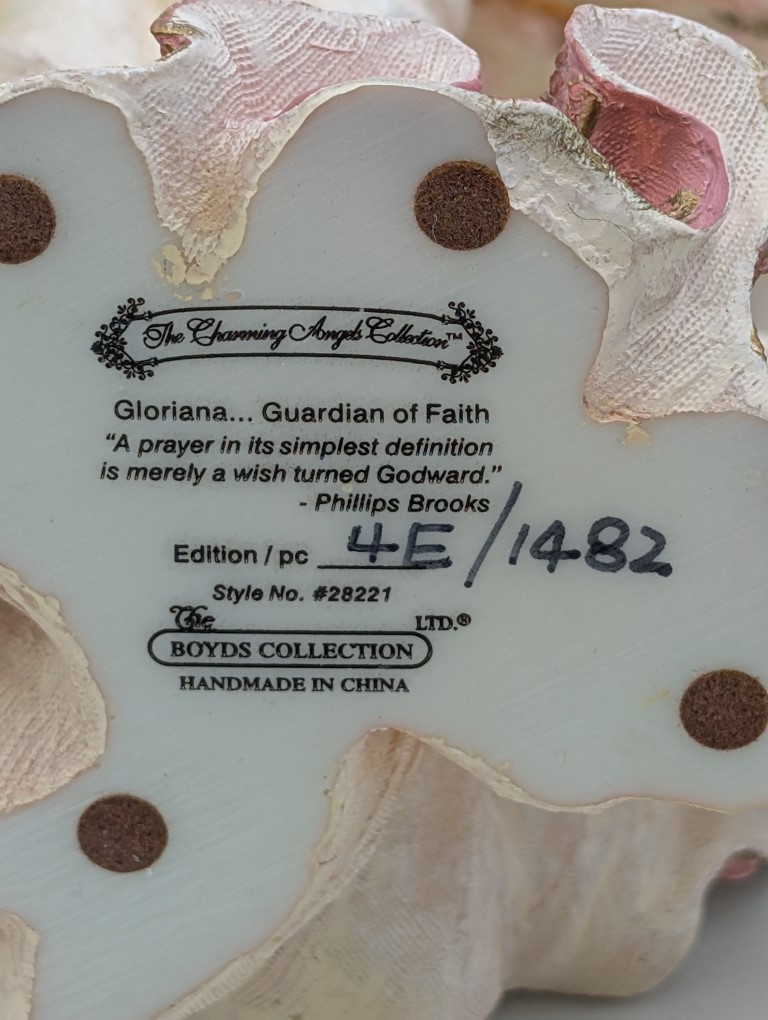 The Charming Angels Collection™
Gloriana... Guardian of Faith
“A prayer in its simplest definition
is merely a wish turned Godward.”
- Phillips Brooks
Edition / pc 4E/1482
Style No. #28221
The LTD.®
BOYDS COLLECTION
HANDMADE IN CHINA